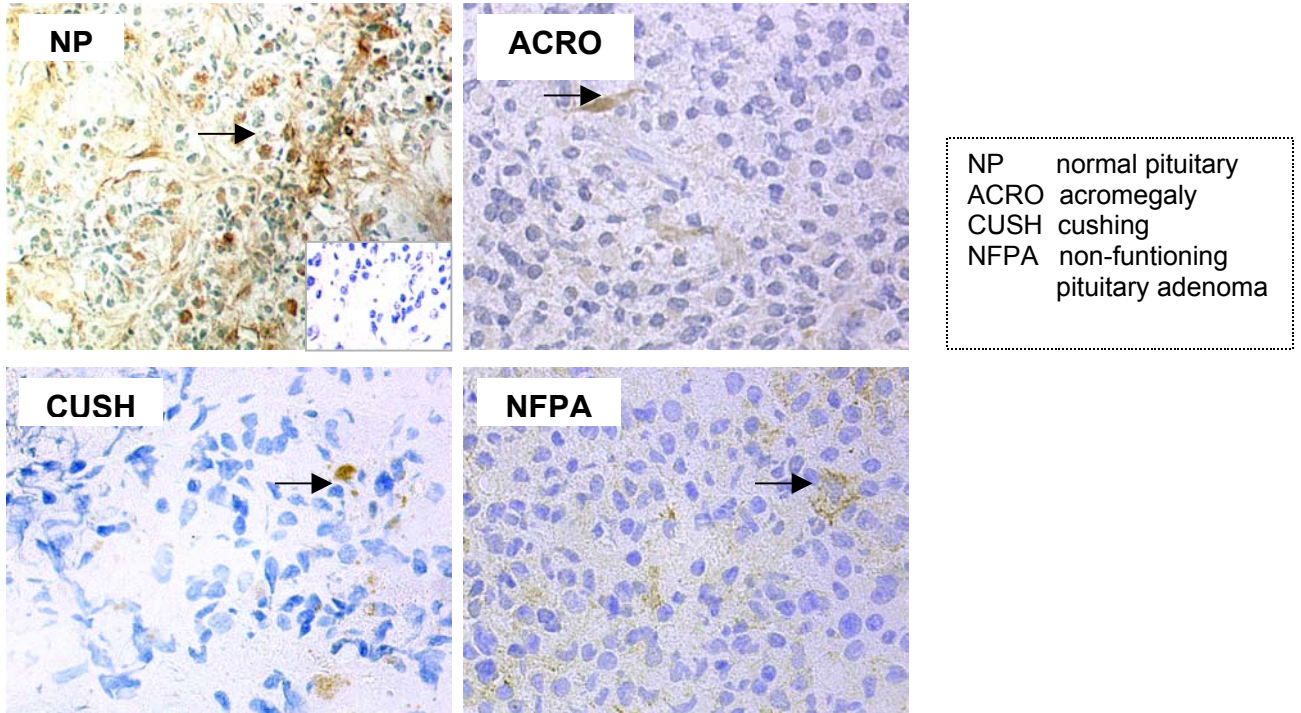 NP
ACRO
CUSH
NFPA
NP normal pituitary
ACRO acromegaly
CUSH cushing
NFPA non-funtioning
pituitary adenoma